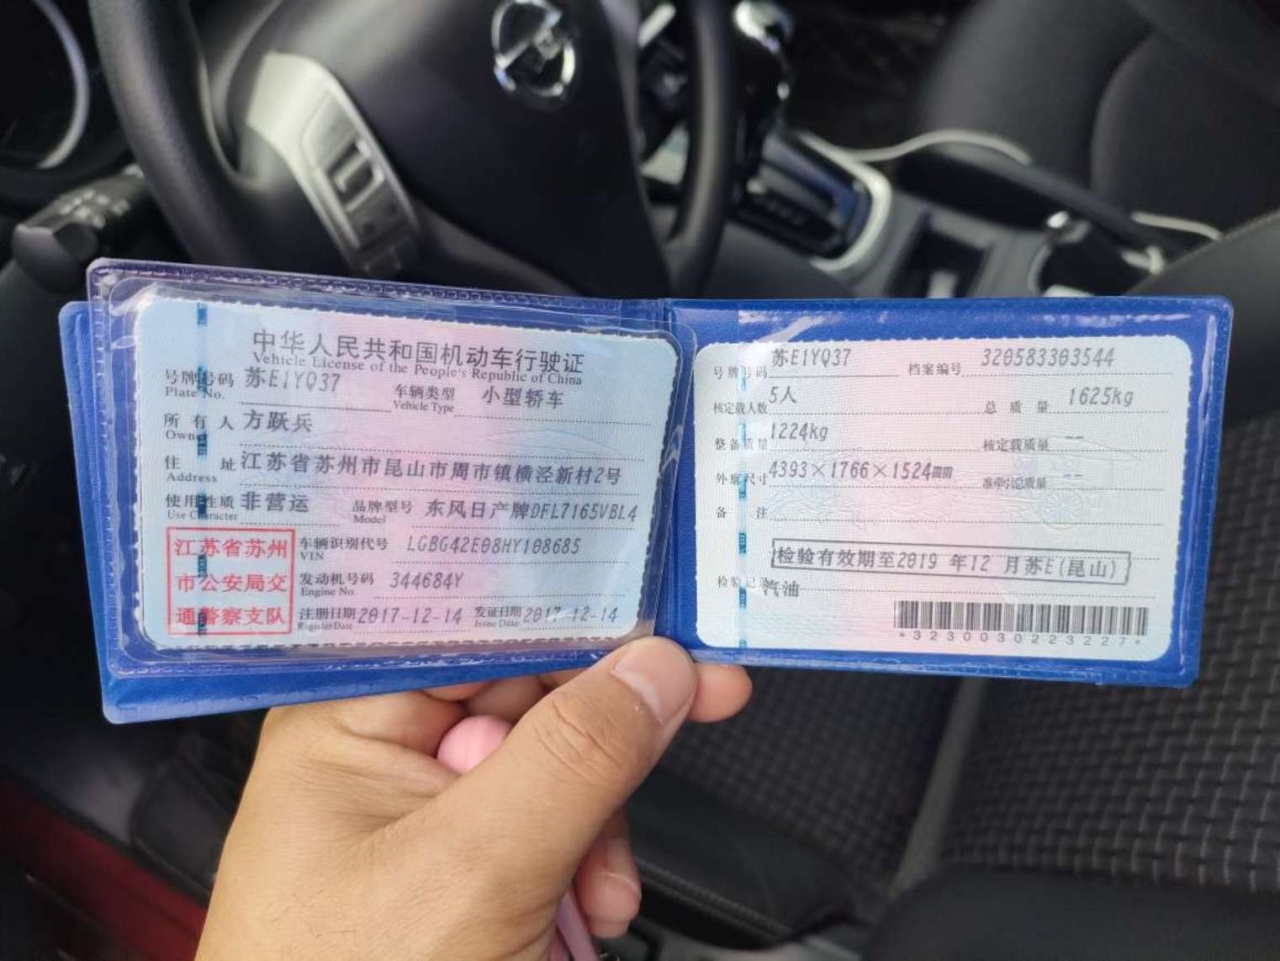 中华人民共和国机动车行驶证
Vehicle License of the People's Republic of China
号牌号码 苏E1YQ37 车辆类型 小型轿车
Plate No. Vehicle Type
所有人 方跃兵
Owner
住址 江苏省苏州市昆山市周市镇横泾新村2号
Address
使用性质 非营运 品牌型号 东风日产牌DFL7165VBL4
Use Character Model
江苏省苏州
市公安局交
通警察支队
车辆识别代号 LGBG42E08HY108685
VIN
发动机号码 344684Y
Engine No.
注册日期 2017-12-14 发证日期 2017-12-14
Register Date Issue Date
号牌号码 苏E1YQ37 档案编号 320583303544
核定载人数 5人 总质量 1625kg
整备质量 1224kg 核定载质量 --
外廓尺寸 4393×1766×1524mm 准牵引总质量 --
备注
检验有效期至2019 年12 月苏E(昆山)
检验记录 汽油
*3230030223227*